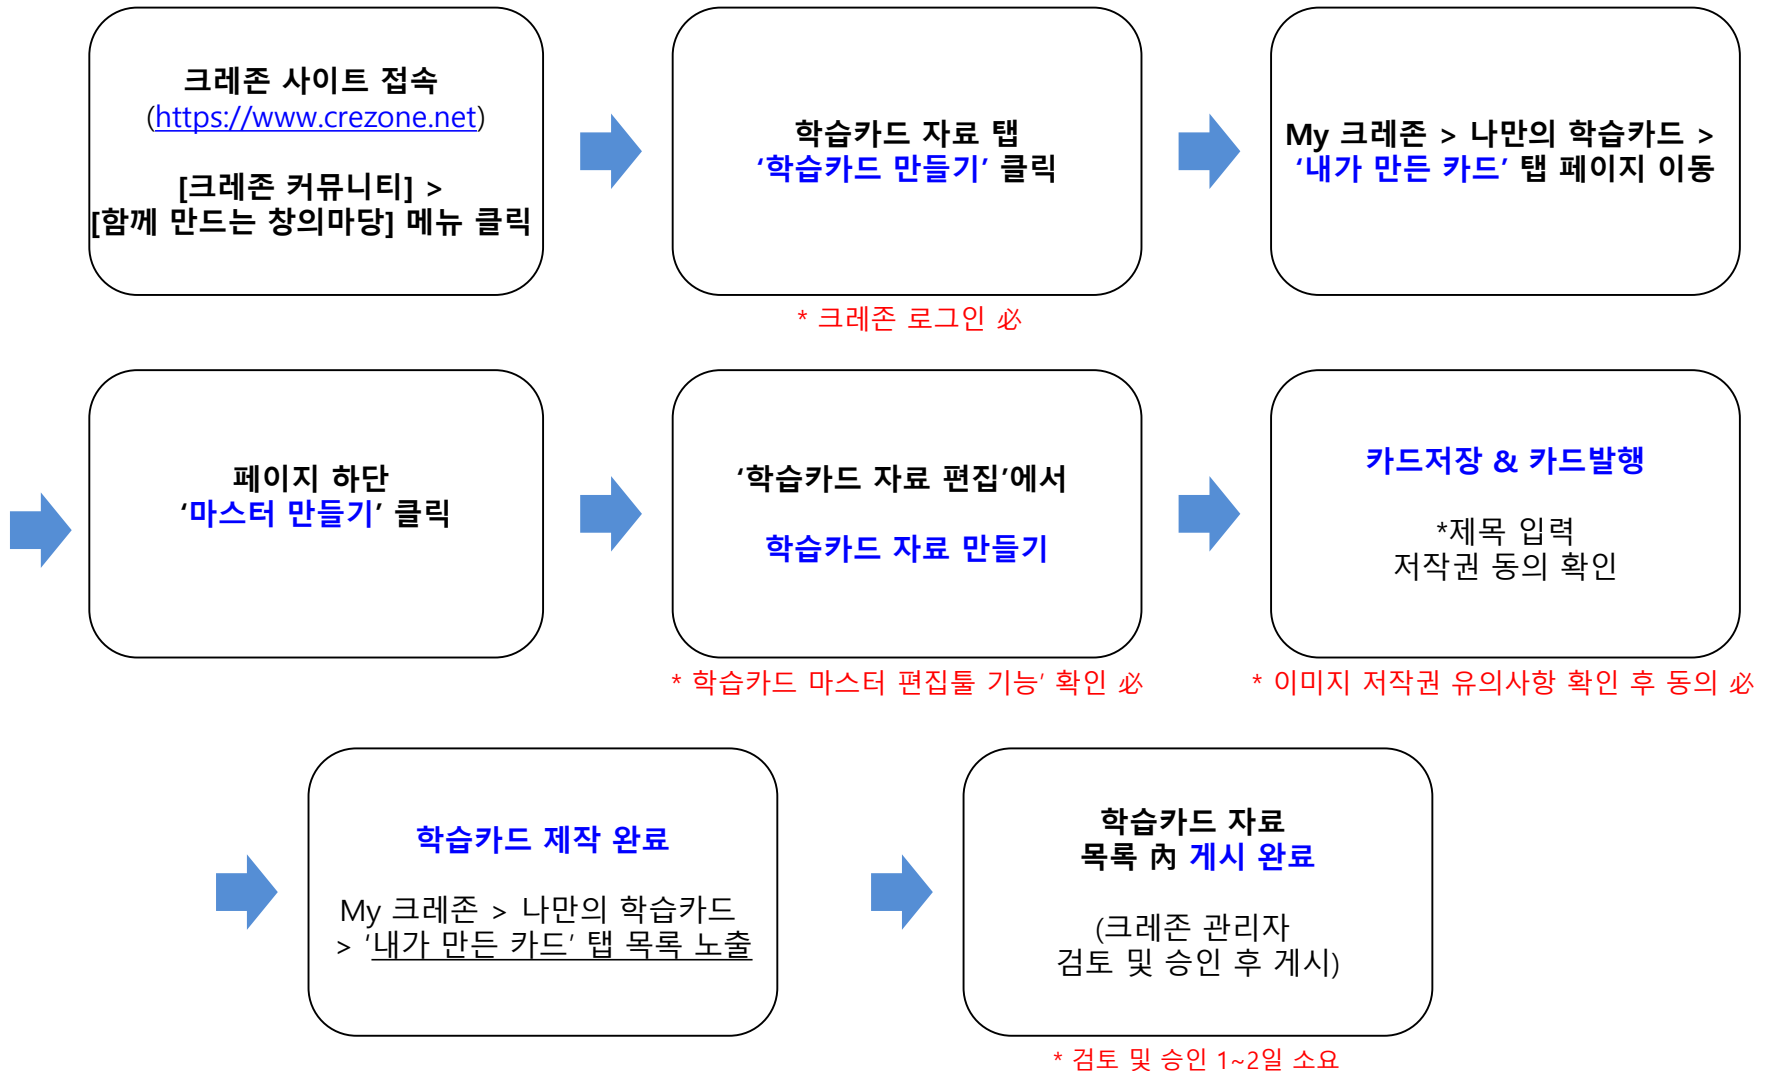 크레존 사이트 접속
(https://www.crezone.net)
[크레존 커뮤니티] >
[함께 만드는 창의마당] 메뉴 클릭
학습카드 자료 탭
‘학습카드 만들기’ 클릭
* 크레존 로그인 必
My 크레존 > 나만의 학습카드 >
‘내가 만든 카드’ 탭 페이지 이동
페이지 하단
‘마스터 만들기’ 클릭
‘학습카드 자료 편집’에서
학습카드 자료 만들기
* 학습카드 마스터 편집툴 기능’ 확인 必
카드저장 & 카드발행
*제목 입력
저작권 동의 확인
* 이미지 저작권 유의사항 확인 후 동의 必
학습카드 제작 완료
My 크레존 > 나만의 학습카드
> ‘내가 만든 카드’ 탭 목록 노출
학습카드 자료
목록 內 게시 완료
(크레존 관리자
검토 및 승인 후 게시)
* 검토 및 승인 1~2일 소요